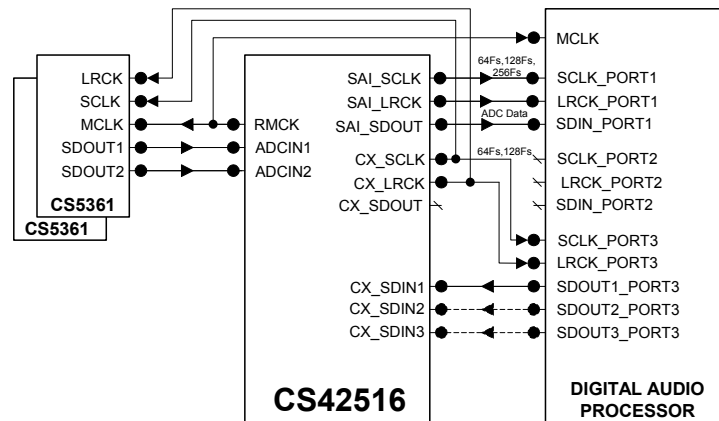 LRCK
SCLK
MCLK
SDOUT1
SDOUT2
CS5361
CS5361
RMCK
ADCIN1
ADCIN2
SAI_SCLK
SAI_LRCK
SAI_SDOUT
CX_SCLK
CX_LRCK
CX_SDOUT
CX_SDIN1
CX_SDIN2
CX_SDIN3
CS42516
64Fs,128Fs,
256Fs
ADC Data
64Fs,128Fs
MCLK
SCLK_PORT1
LRCK_PORT1
SDIN_PORT1
SCLK_PORT2
LRCK_PORT2
SDIN_PORT2
SCLK_PORT3
LRCK_PORT3
SDOUT1_PORT3
SDOUT2_PORT3
SDOUT3_PORT3
DIGITAL AUDIO
PROCESSOR